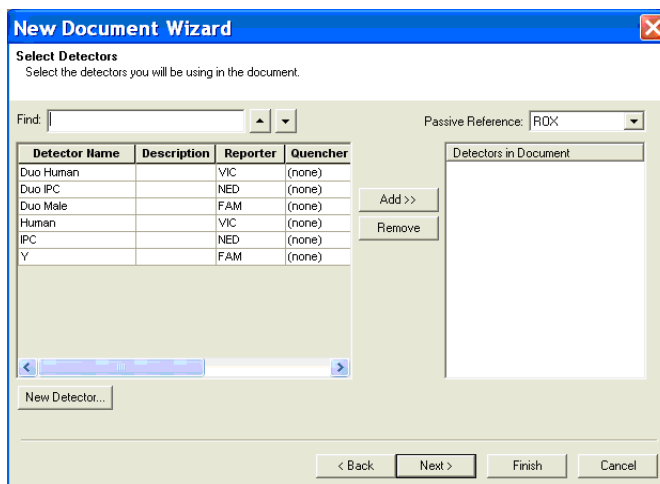 New Document Wizard
Select Detectors
Select the detectors you will be using in the document.
Find:
Passive Reference: ROX
Detector Name Description Reporter Quencher
Duo Human VIC (none)
Duo IPC NED (none)
Duo Male FAM (none)
Human VIC (none)
IPC NED (none)
Y FAM (none)
Detectors in Document
Add >>
Remove
New Detector...
< Back Next > Finish Cancel